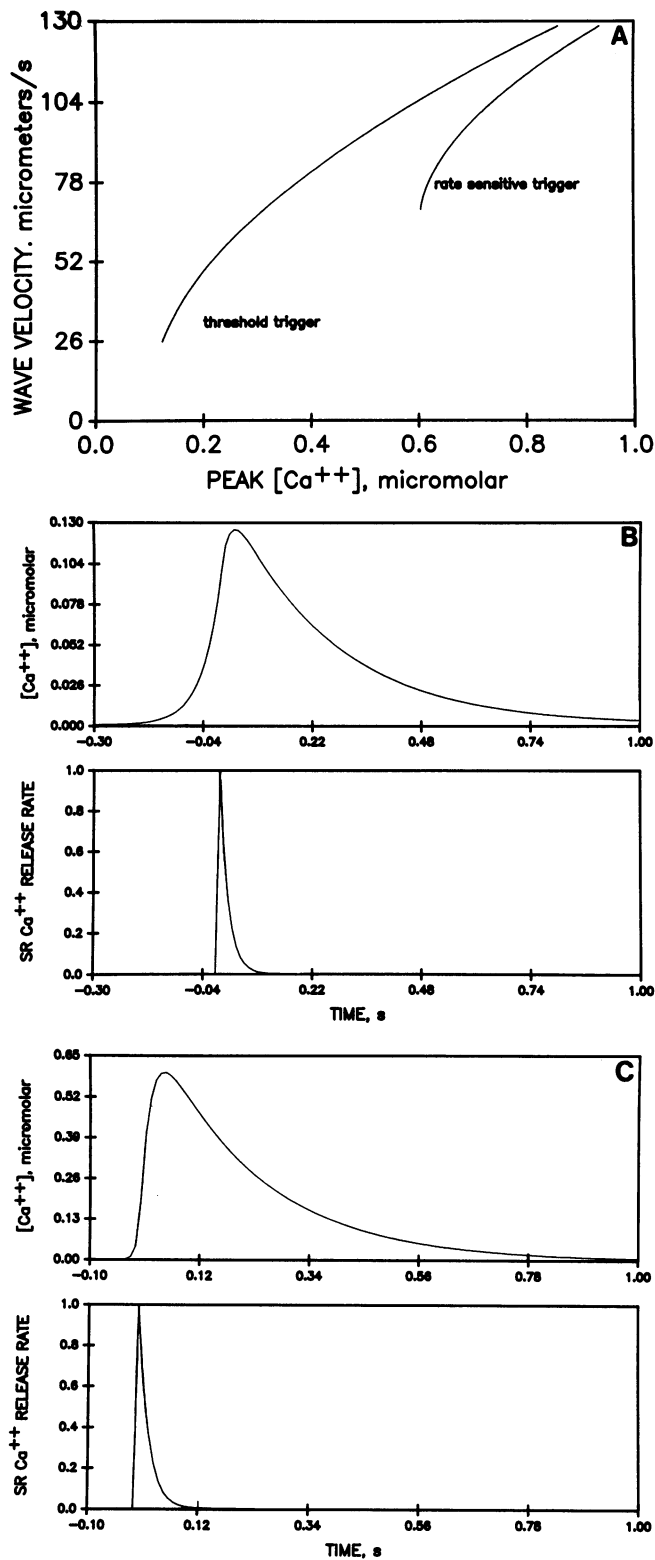 A
WAVE VELOCITY. micrometers/s
130
104
78
52
26
0
rate sensitive trigger
threshold trigger
0.0 0.2 0.4 0.6 0.8 1.0
PEAK [Ca++], micromolar
B
[Ca++], micromolar
0.130
0.104
0.078
0.052
0.026
0.000
−0.30 −0.04 0.22 0.48 0.74 1.00
SR Ca++ RELEASE RATE
1.0
0.8
0.6
0.4
0.2
0.0
−0.30 −0.04 0.22 0.48 0.74 1.00
TIME, s
C
[Ca++], micromolar
0.65
0.52
0.39
0.26
0.13
0.00
−0.10 0.12 0.34 0.56 0.78 1.00
SR Ca++ RELEASE RATE
1.0
0.8
0.6
0.4
0.2
0.0
−0.10 0.12 0.34 0.56 0.78 1.00
TIME, s